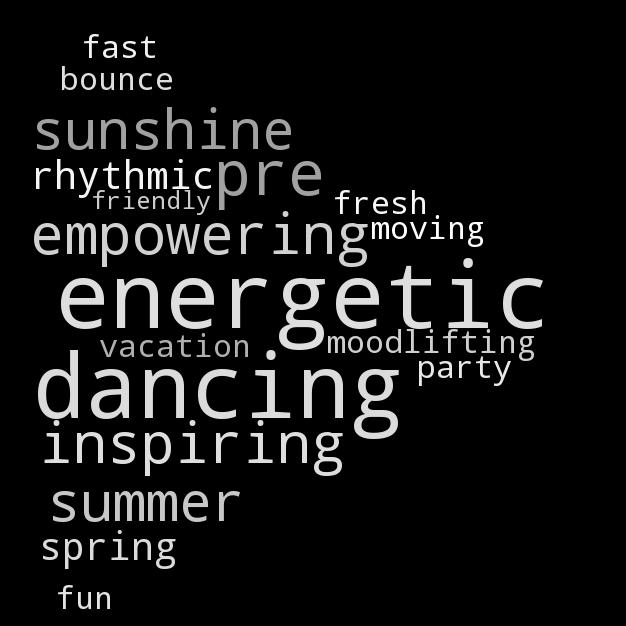 fast
bounce
sunshine
rhythmic pre
friendly fresh
empowering moving
energetic
vacation moodlifting
dancing party
inspiring
summer
spring
fun